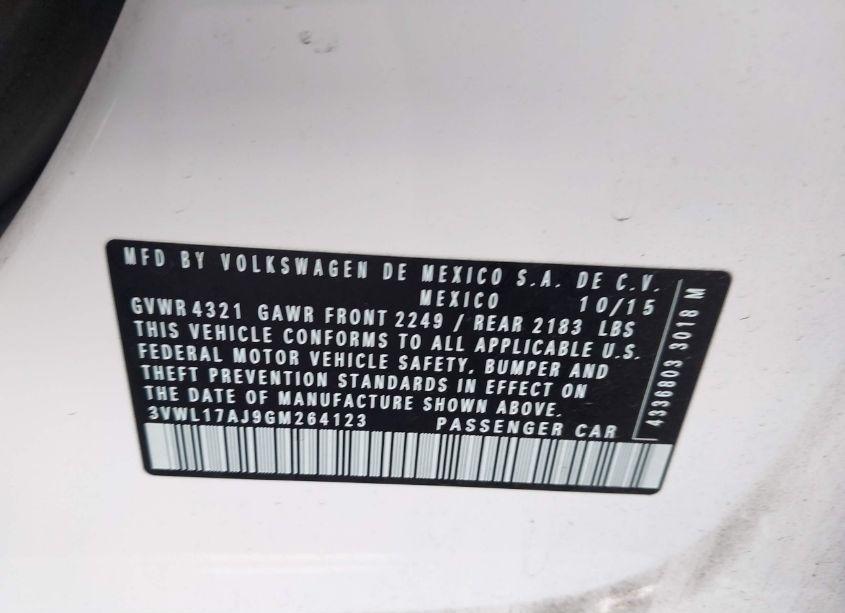 MFD BY VOLKSWAGEN DE MEXICO S.A. DE C.V.
MEXICO 10/15
GVWR 4321 GAWR FRONT 2249 / REAR 2183 LBS
THIS VEHICLE CONFORMS TO ALL APPLICABLE U.S.
FEDERAL MOTOR VEHICLE SAFETY, BUMPER AND
THEFT PREVENTION STANDARDS IN EFFECT ON
THE DATE OF MANUFACTURE SHOWN ABOVE.
3VWL17AJ9GM264123 PASSENGER CAR
4336803 3018 M